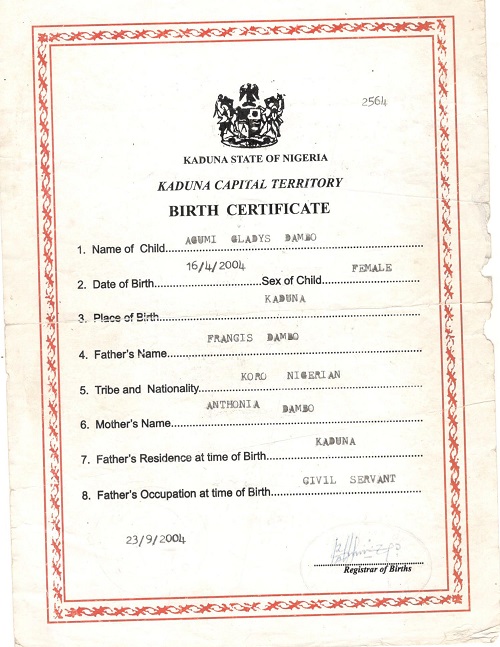 2564
KADUNA STATE OF NIGERIA
KADUNA CAPITAL TERRITORY
BIRTH CERTIFICATE
1. Name of Child AGUMI GLADYS DAMBO
2. Date of Birth 16/4/2004 Sex of Child FEMALE
3. Place of Birth KADUNA
4. Father's Name FRANGIS DAMBO
5. Tribe and Nationality KORO NIGERIAN
6. Mother's Name ANTHONIA DAMBO
7. Father's Residence at time of Birth KADUNA
8. Father's Occupation at time of Birth CIVIL SERVANT
23/9/2004
Registrar of Births